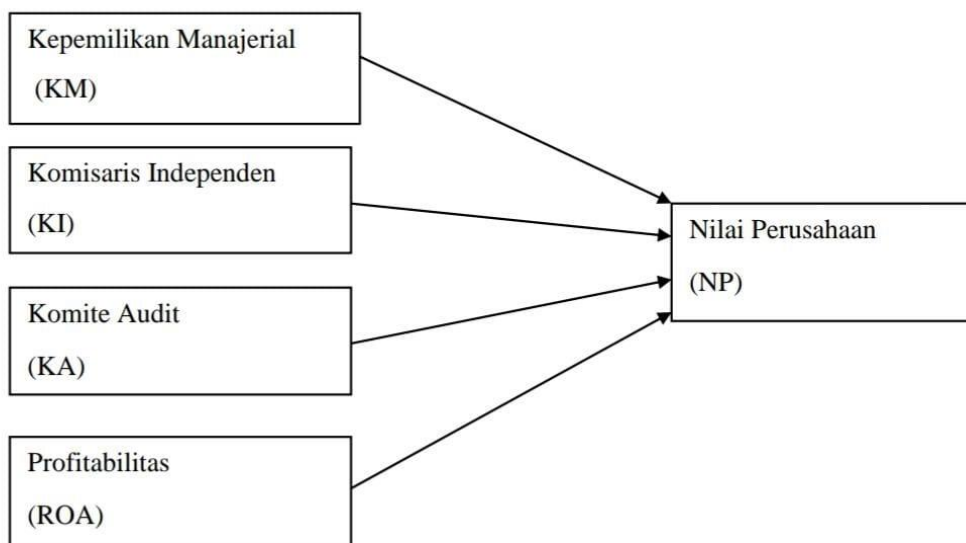 Kepemilikan Manajerial
(KM)
Komisaris Independen
(KI)
Komite Audit
(KA)
Profitabilitas
(ROA)
Nilai Perusahaan
(NP)